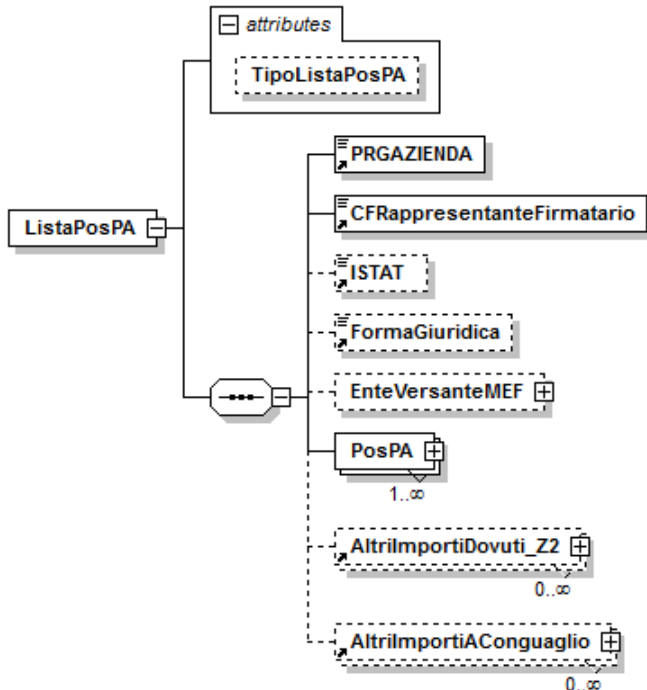 attributes
TipoListaPosPA
PRGAZIENDA
ListaPosPA
CFRappresentanteFirmatario
ISTAT
FormaGiuridica
EnteVersanteMEF
PosPA
1..∞
AltriImportiDovuti_Z2
0..∞
AltriImportiAConguaglio
0..∞